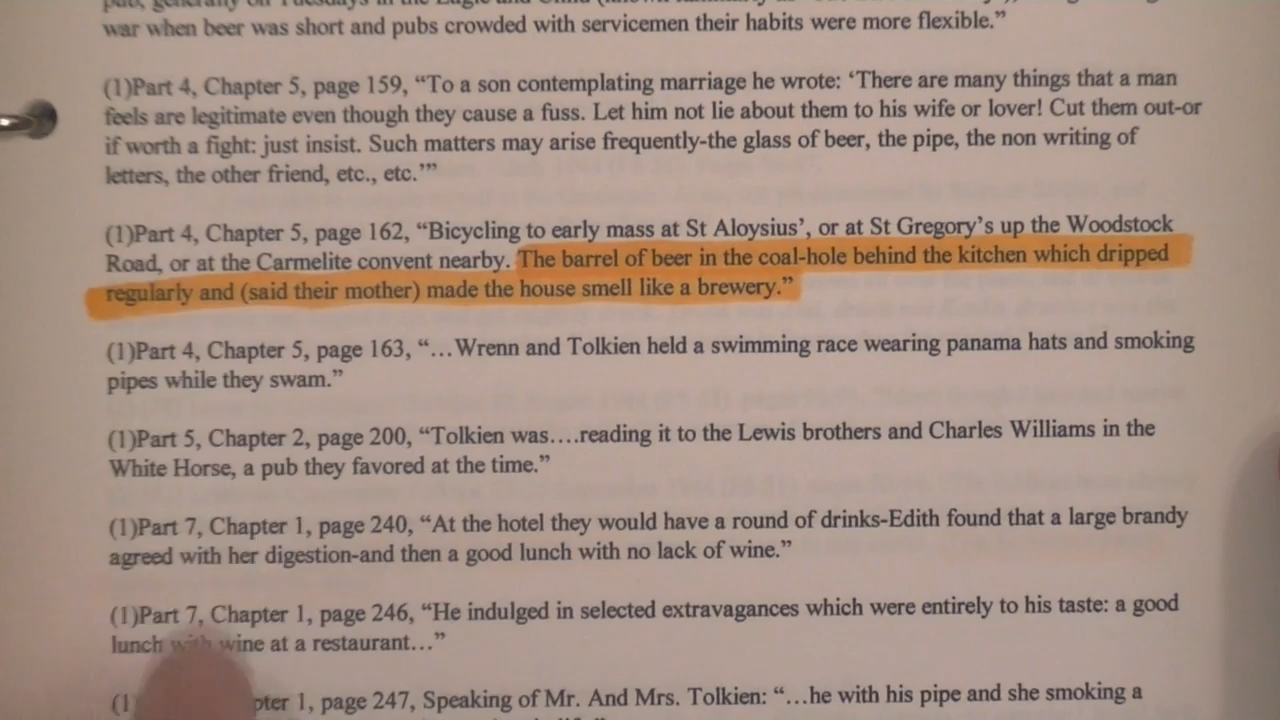 war when beer was short and pubs crowded with servicemen their habits were more flexible.”
(1)Part 4, Chapter 5, page 159, “To a son contemplating marriage he wrote: ‘There are many things that a man
feels are legitimate even though they cause a fuss. Let him not lie about them to his wife or lover! Cut them out-or
if worth a fight: just insist. Such matters may arise frequently-the glass of beer, the pipe, the non writing of
letters, the other friend, etc., etc.’”
(1)Part 4, Chapter 5, page 162, “Bicycling to early mass at St Aloysius’, or at St Gregory’s up the Woodstock
Road, or at the Carmelite convent nearby. The barrel of beer in the coal-hole behind the kitchen which dripped
regularly and (said their mother) made the house smell like a brewery.”
(1)Part 4, Chapter 5, page 163, “…Wrenn and Tolkien held a swimming race wearing panama hats and smoking
pipes while they swam.”
(1)Part 5, Chapter 2, page 200, “Tolkien was….reading it to the Lewis brothers and Charles Williams in the
White Horse, a pub they favored at the time.”
(1)Part 7, Chapter 1, page 240, “At the hotel they would have a round of drinks-Edith found that a large brandy
agreed with her digestion-and then a good lunch with no lack of wine.”
(1)Part 7, Chapter 1, page 246, “He indulged in selected extravagances which were entirely to his taste: a good
lunch with wine at a restaurant…”
(1 pter 1, page 247, Speaking of Mr. And Mrs. Tolkien: “…he with his pipe and she smoking a